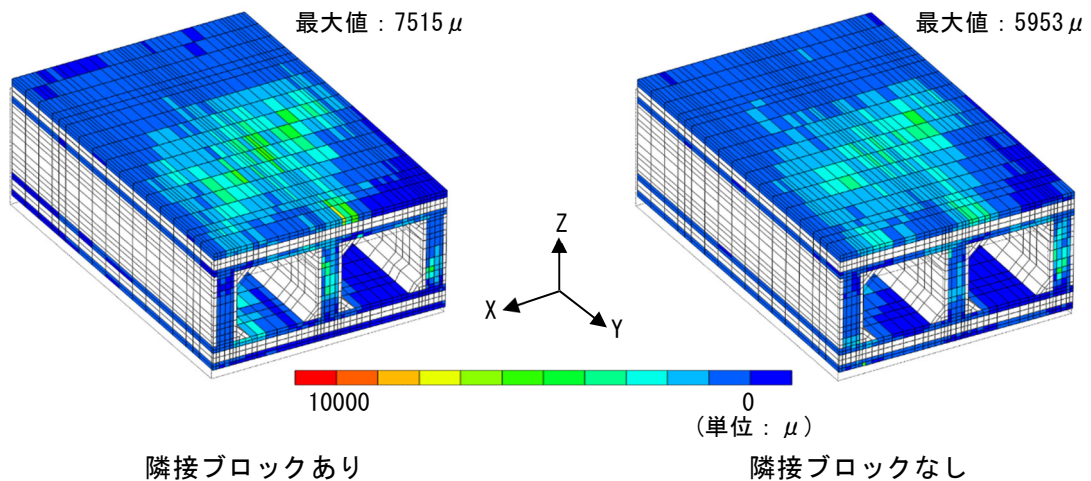 最大値：7515μ
最大値：5953μ
Z
X
Y
10000
0
(単位：μ)
隣接ブロックあり
隣接ブロックなし